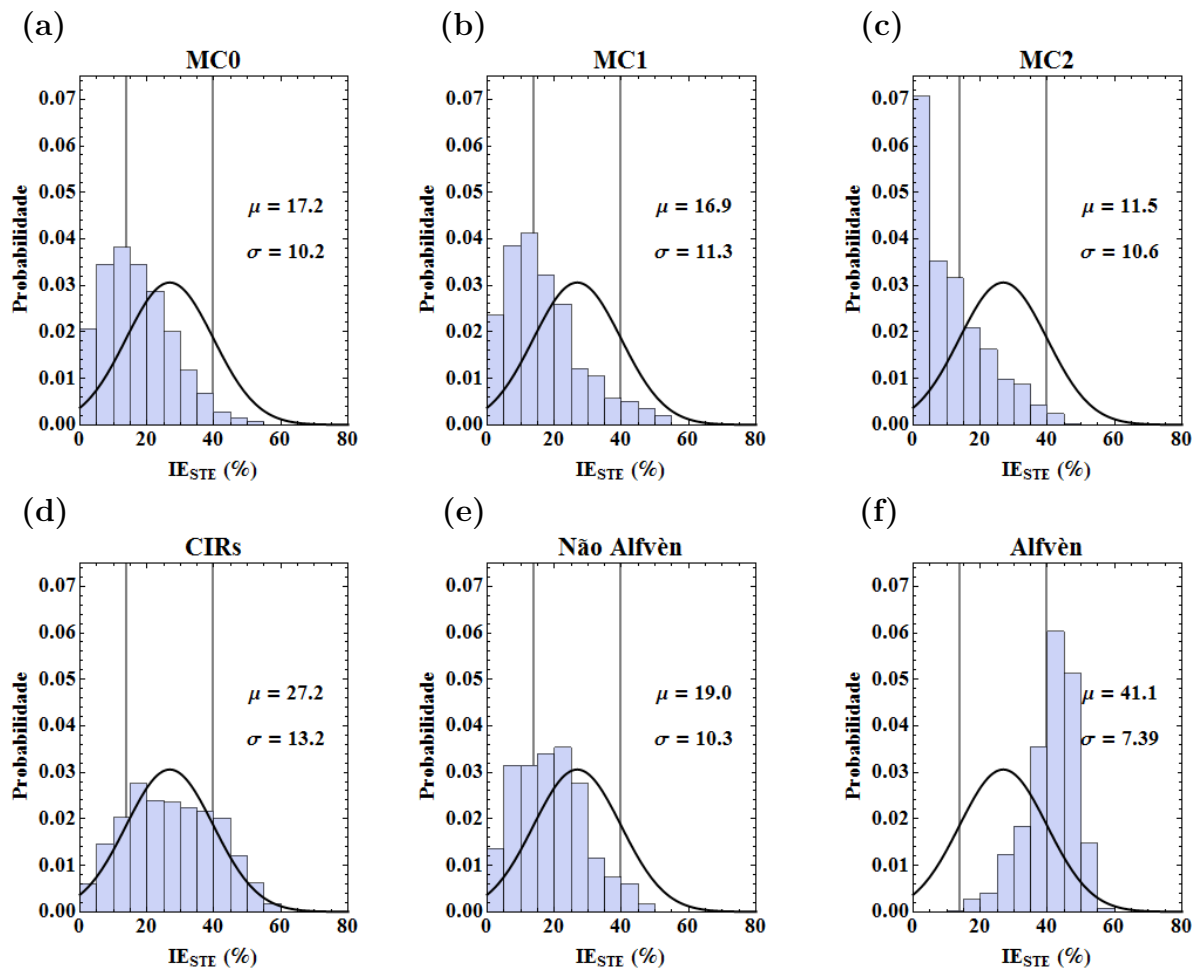 (a)
MC0
Probabilidade
0.07
0.06
0.05
0.04
0.03
0.02
0.01
0.00
μ = 17.2
σ = 10.2
0 20 40 60 80
IE_STE (%)
(b)
MC1
Probabilidade
0.07
0.06
0.05
0.04
0.03
0.02
0.01
0.00
μ = 16.9
σ = 11.3
0 20 40 60 80
IE_STE (%)
(c)
MC2
Probabilidade
0.07
0.06
0.05
0.04
0.03
0.02
0.01
0.00
μ = 11.5
σ = 10.6
0 20 40 60 80
IE_STE (%)
(d)
CIRs
Probabilidade
0.07
0.06
0.05
0.04
0.03
0.02
0.01
0.00
μ = 27.2
σ = 13.2
0 20 40 60 80
IE_STE (%)
(e)
Não Alfvèn
Probabilidade
0.07
0.06
0.05
0.04
0.03
0.02
0.01
0.00
μ = 19.0
σ = 10.3
0 20 40 60 80
IE_STE (%)
(f)
Alfvèn
Probabilidade
0.07
0.06
0.05
0.04
0.03
0.02
0.01
0.00
μ = 41.1
σ = 7.39
0 20 40 60 80
IE_STE (%)